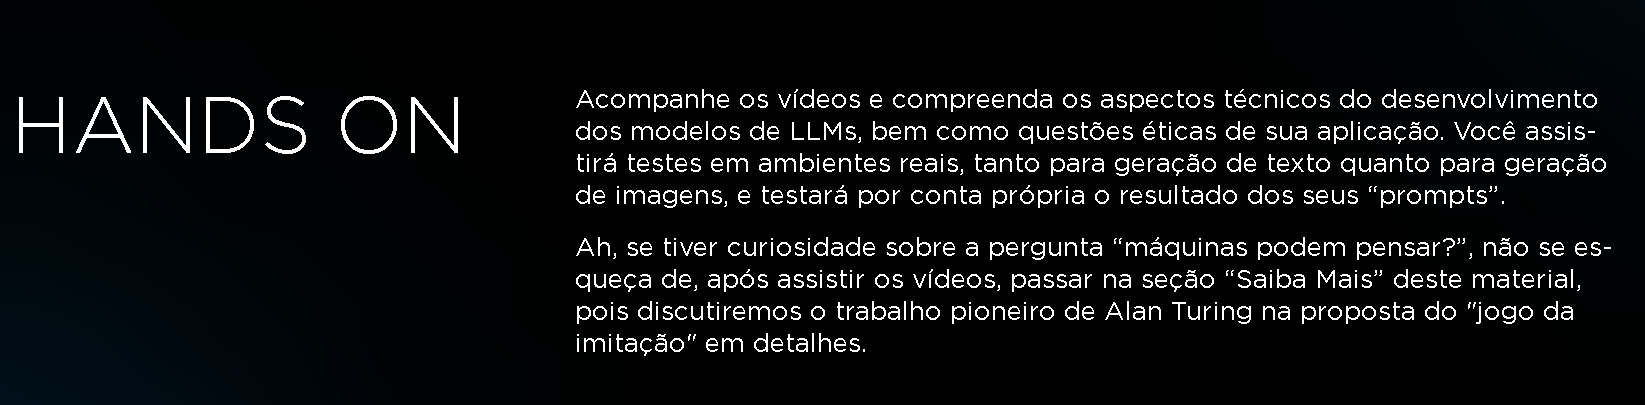 HANDS ON
Acompanhe os vídeos e compreenda os aspectos técnicos do desenvolvimento
dos modelos de LLMs, bem como questões éticas de sua aplicação. Você assis-
tirá testes em ambientes reais, tanto para geração de texto quanto para geração
de imagens, e testará por conta própria o resultado dos seus “prompts”.
Ah, se tiver curiosidade sobre a pergunta “máquinas podem pensar?”, não se es-
queça de, após assistir os vídeos, passar na seção “Saiba Mais” deste material,
pois discutiremos o trabalho pioneiro de Alan Turing na proposta do "jogo da
imitação" em detalhes.